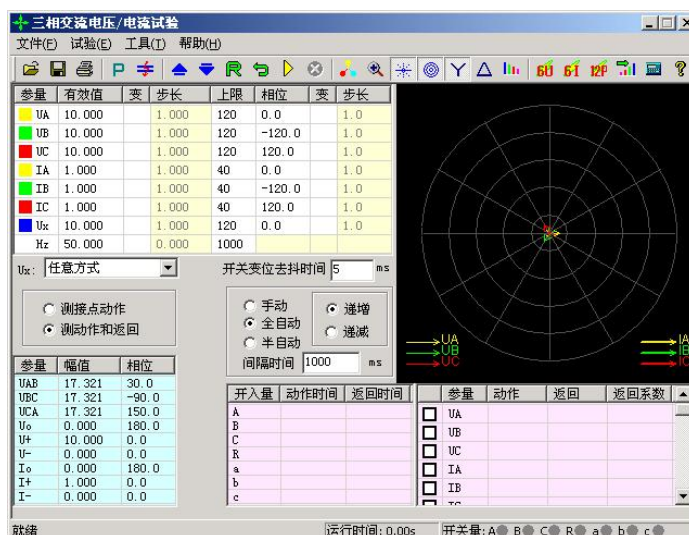 三相交流电压/电流试验
文件(F) 试验(E) 工具(T) 帮助(H)
P R 6U 6I 12P ?
参量 有效值 变 步长 上限 相位 变 步长
UA 10.000 1.000 120 0.0 1.0
UB 10.000 1.000 120 -120.0 1.0
UC 10.000 1.000 120 120.0 1.0
IA 1.000 1.000 40 0.0 1.0
IB 1.000 1.000 40 -120.0 1.0
IC 1.000 1.000 40 120.0 1.0
Ux 10.000 1.000 120 0.0 1.0
Hz 50.000 0.000 1000
Ux: 任意方式 开关变位去抖时间 5 ms
测接点动作
测动作和返回
手动
全自动
半自动
递增
递减
间隔时间 1000 ms
UA
UB
UC
IA
IB
IC
参量 幅值 相位
UAB 17.321 30.0
UBC 17.321 -90.0
UCA 17.321 150.0
Uo 0.000 180.0
U+ 10.000 0.0
U- 0.000 0.0
Io 0.000 180.0
I+ 1.000 0.0
I- 0.000 0.0
开入量 动作时间 返回时间
A
B
C
R
a
b
c
参量 动作 返回 返回系数
UA
UB
UC
IA
IB
IC
就绪 运行时间: 0.00s 开关量: A B C R a b c